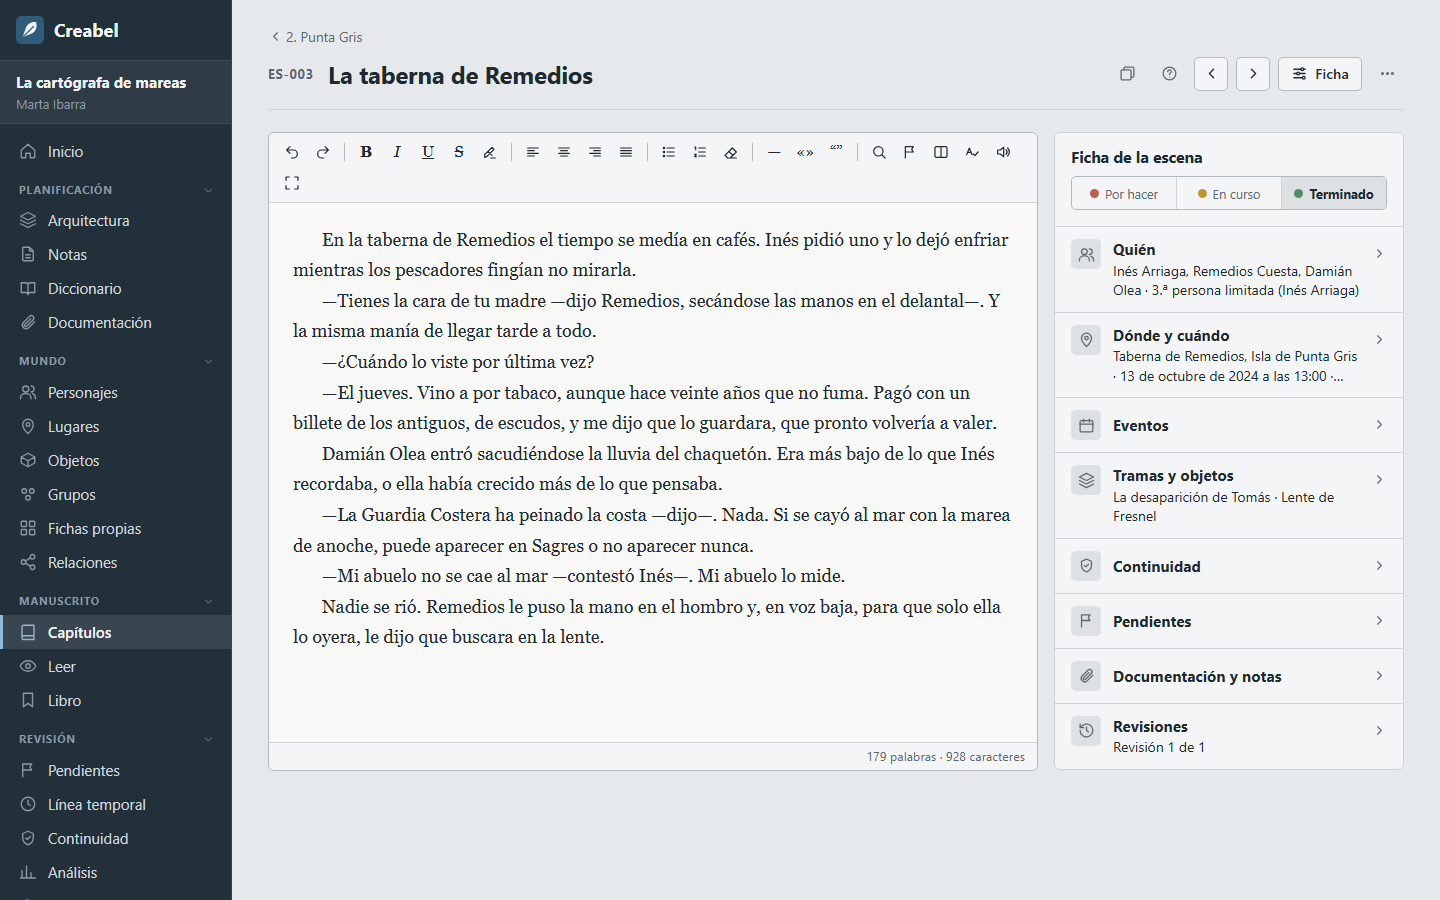 Creabel
La cartógrafa de mareas
Marta Ibarra
Inicio
PLANIFICACIÓN
Arquitectura
Notas
Diccionario
Documentación
MUNDO
Personajes
Lugares
Objetos
Grupos
Fichas propias
Relaciones
MANUSCRITO
Capítulos
Leer
Libro
REVISIÓN
Pendientes
Línea temporal
Continuidad
Análisis
2. Punta Gris
ES-003 La taberna de Remedios
Ficha
B I U S
— «» “”
En la taberna de Remedios el tiempo se medía en cafés. Inés pidió uno y lo dejó enfriar
mientras los pescadores fingían no mirarla.
—Tienes la cara de tu madre —dijo Remedios, secándose las manos en el delantal—. Y
la misma manía de llegar tarde a todo.
—¿Cuándo lo viste por última vez?
—El jueves. Vino a por tabaco, aunque hace veinte años que no fuma. Pagó con un
billete de los antiguos, de escudos, y me dijo que lo guardara, que pronto volvería a valer.
Damián Olea entró sacudiéndose la lluvia del chaquetón. Era más bajo de lo que Inés
recordaba, o ella había crecido más de lo que pensaba.
—La Guardia Costera ha peinado la costa —dijo—. Nada. Si se cayó al mar con la marea
de anoche, puede aparecer en Sagres o no aparecer nunca.
—Mi abuelo no se cae al mar —contestó Inés—. Mi abuelo lo mide.
Nadie se rió. Remedios le puso la mano en el hombro y, en voz baja, para que solo ella
lo oyera, le dijo que buscara en la lente.
179 palabras · 928 caracteres
Ficha de la escena
Por hacer
En curso
Terminado
Quién
Inés Arriaga, Remedios Cuesta, Damián
Olea · 3.ª persona limitada (Inés Arriaga)
Dónde y cuándo
Taberna de Remedios, Isla de Punta Gris
· 13 de octubre de 2024 a las 13:00 ·…
Eventos
Tramas y objetos
La desaparición de Tomás · Lente de
Fresnel
Continuidad
Pendientes
Documentación y notas
Revisiones
Revisión 1 de 1